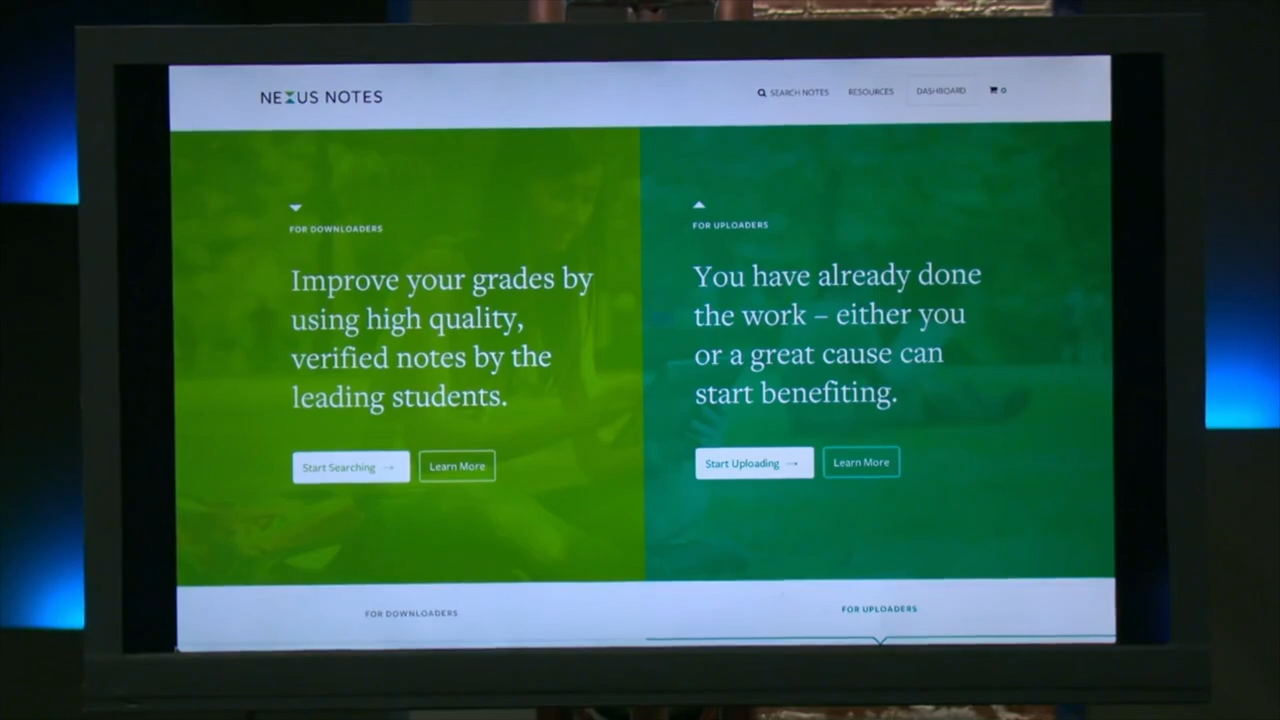 NEXUS NOTES
SEARCH NOTES RESOURCES DASHBOARD 0
FOR DOWNLOADERS
Improve your grades by
using high quality,
verified notes by the
leading students.
Start Searching → Learn More
FOR UPLOADERS
You have already done
the work – either you
or a great cause can
start benefiting.
Start Uploading → Learn More
FOR DOWNLOADERS
FOR UPLOADERS